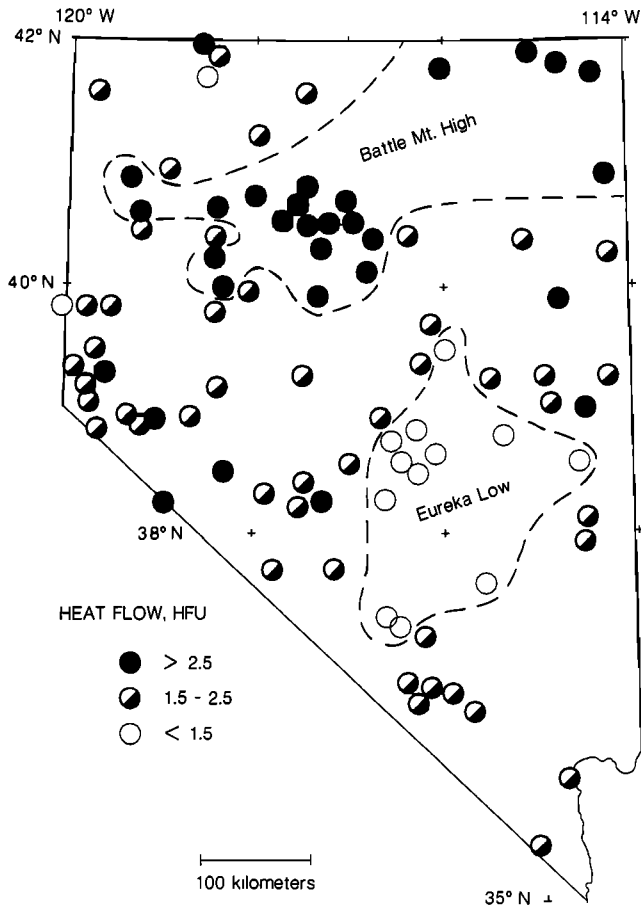 120° W
114° W
42° N
Battle Mt. High
40° N
Eureka Low
38° N
HEAT FLOW, HFU
> 2.5
1.5 - 2.5
< 1.5
100 kilometers
35° N